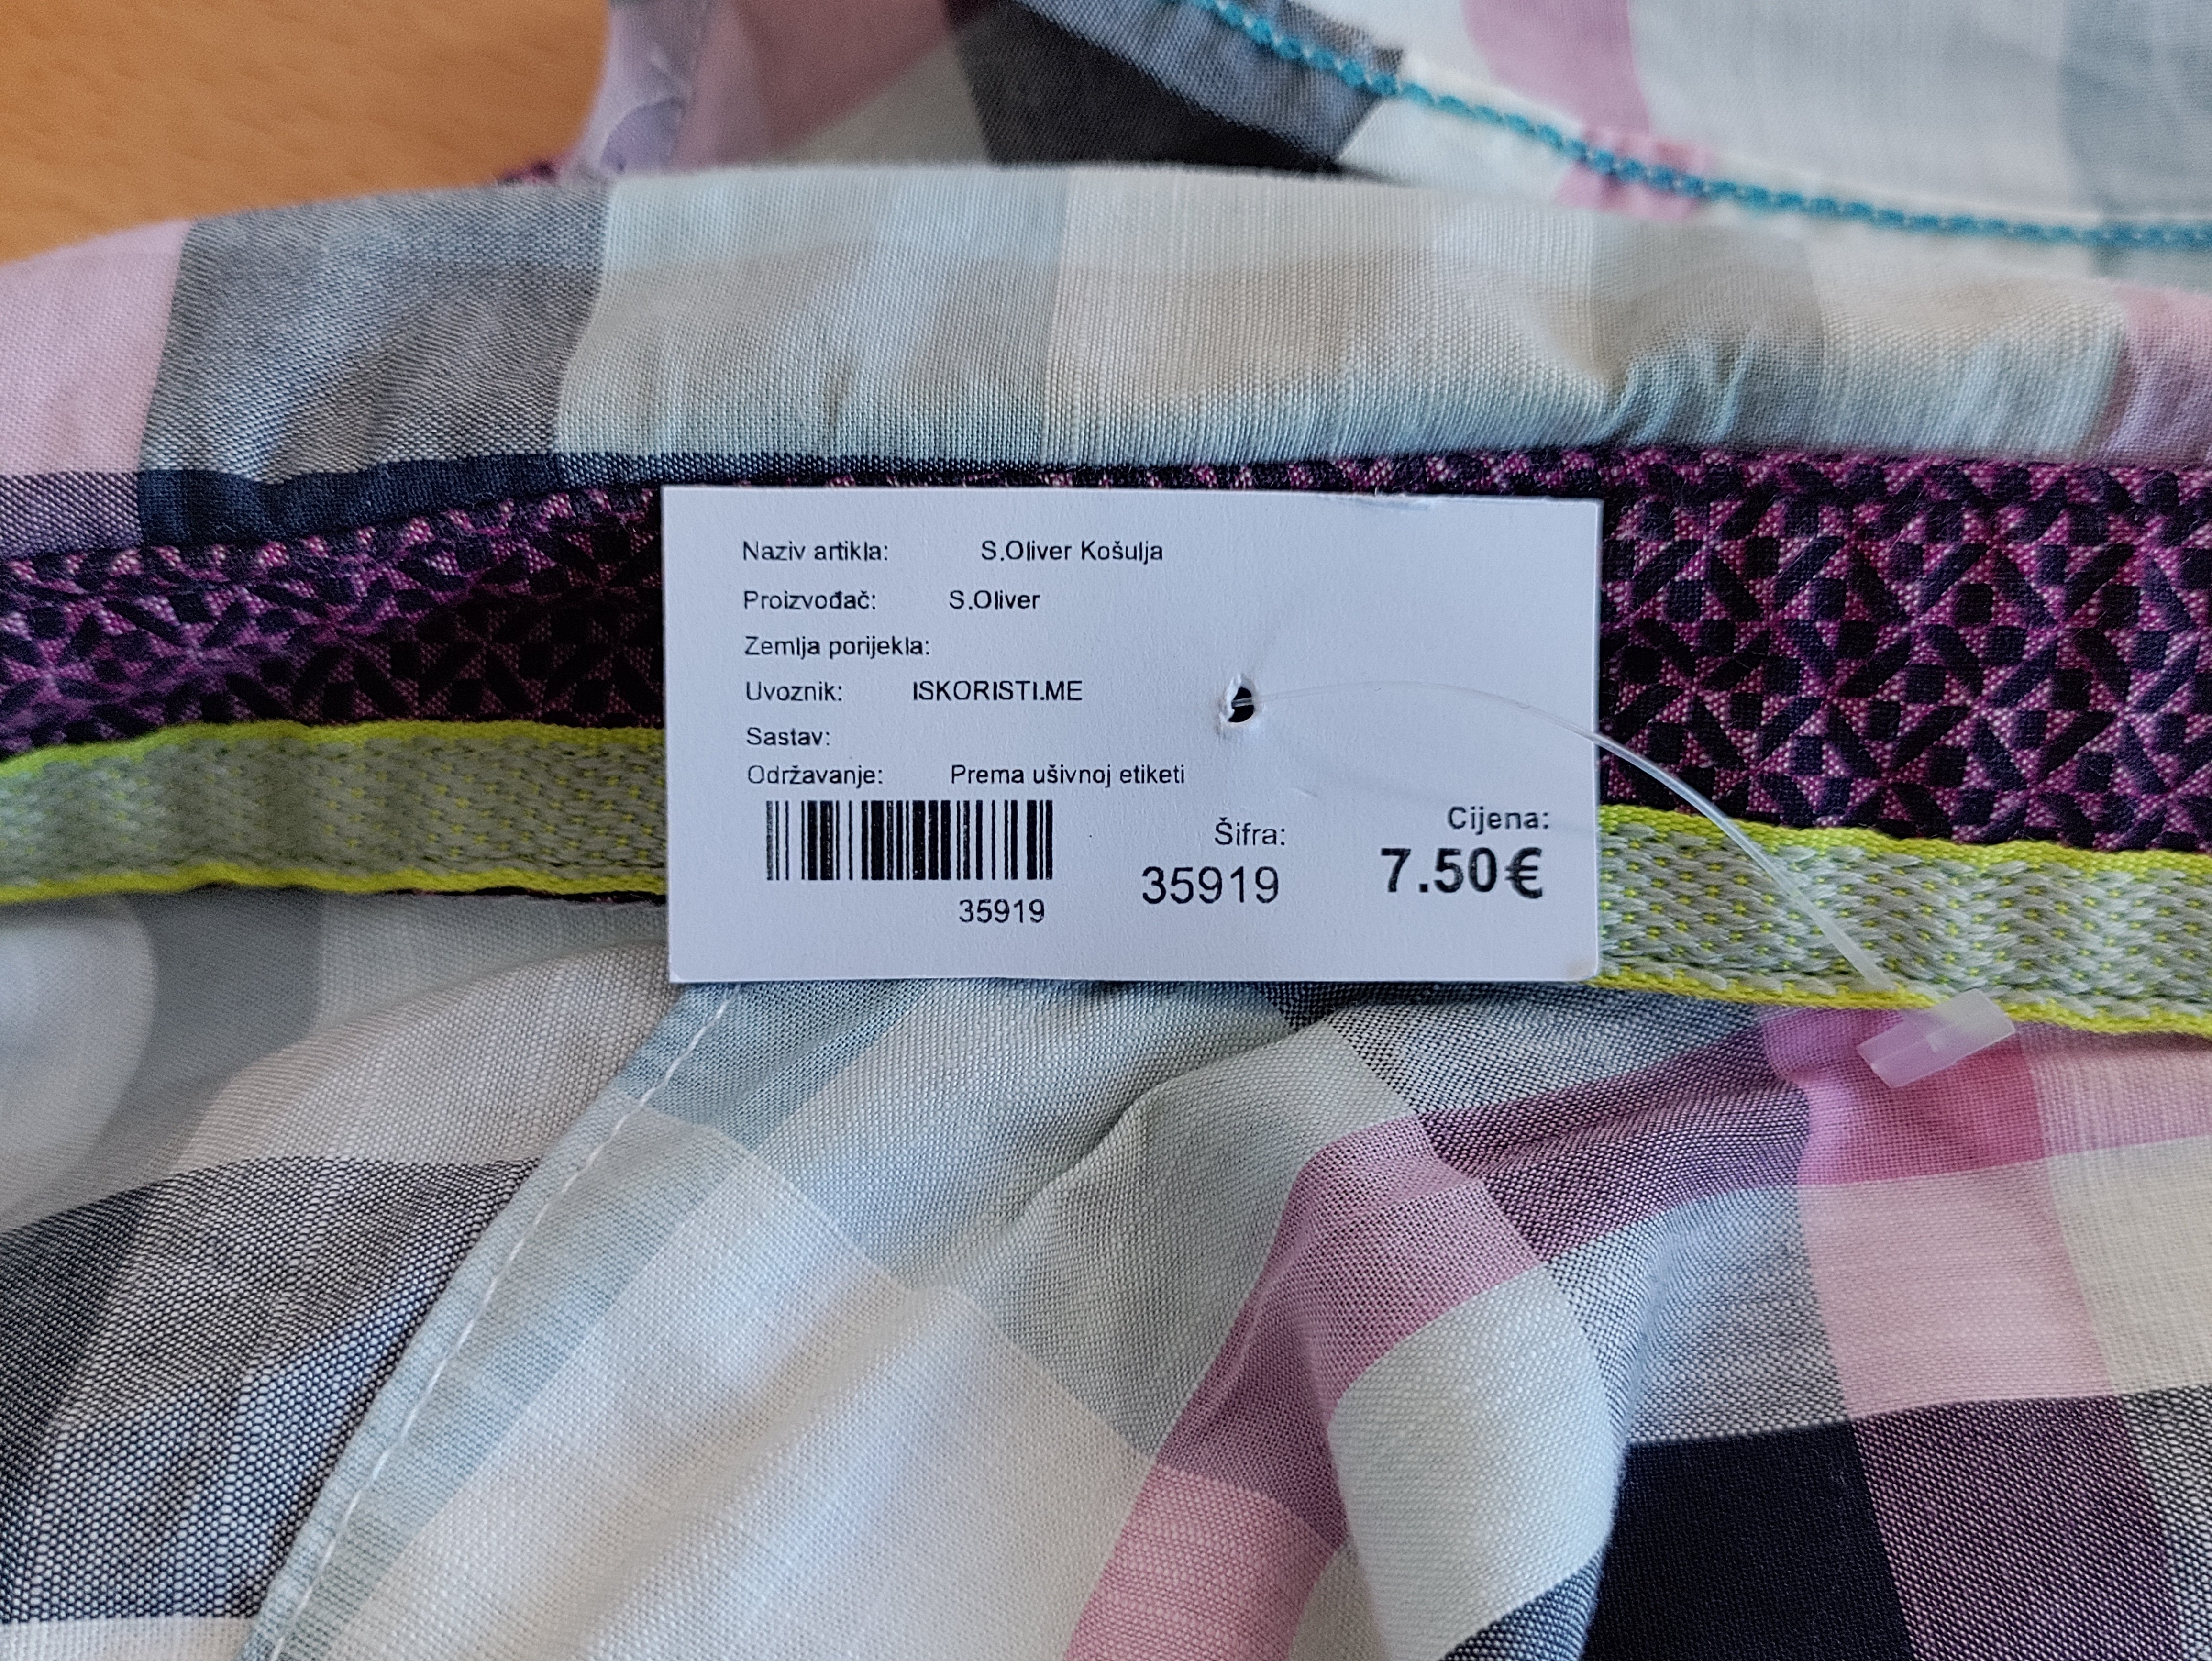 Naziv artikla: S.Oliver Košulja
Proizvođač: S.Oliver
Zemlja porijekla:
Uvoznik: ISKORISTI.ME
Sastav:
Održavanje: Prema ušivnoj etiketi
Šifra: Cijena:
35919 35919 7.50€